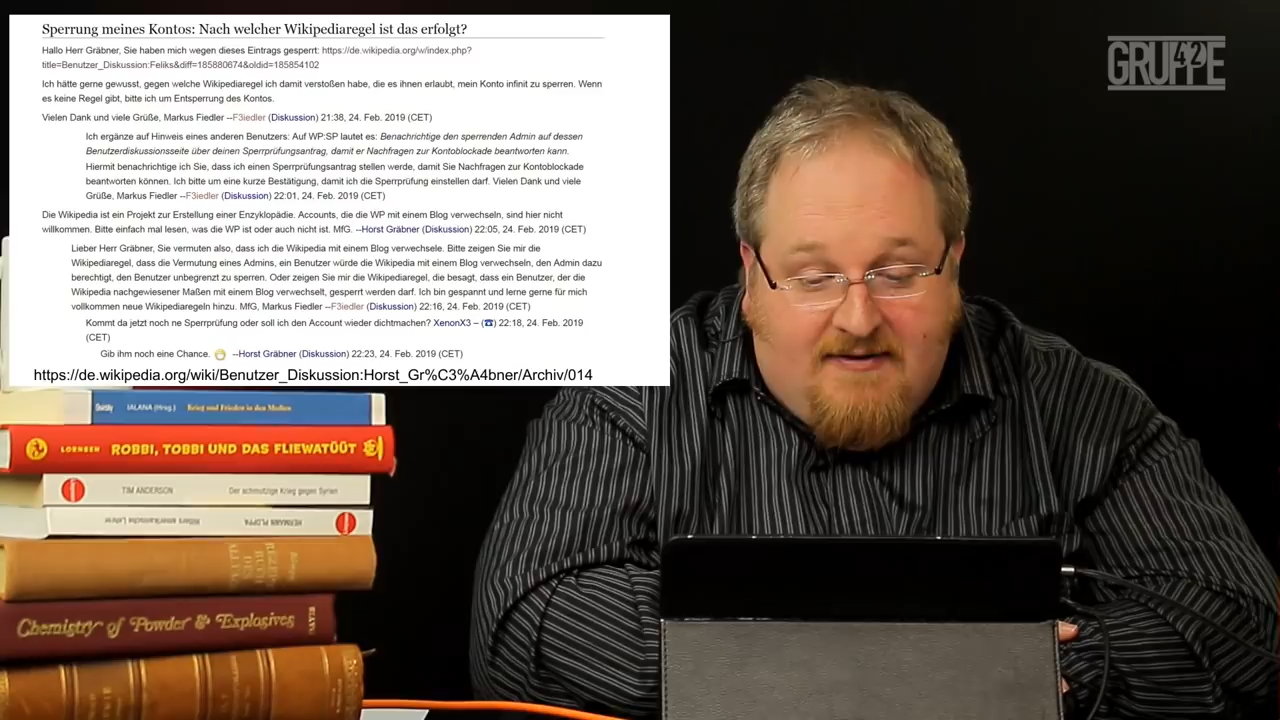 Sperrung meines Kontos: Nach welcher Wikipediaregel ist das erfolgt?
Hallo Herr Gräbner, Sie haben mich wegen dieses Eintrags gesperrt: https://de.wikipedia.org/w/index.php?
title=Benutzer_Diskussion:Feliks&diff=185880674&oldid=185854102
Ich hätte gerne gewusst, gegen welche Wikipediaregel ich damit verstoßen habe, die es ihnen erlaubt, mein Konto infinit zu sperren. Wenn
es keine Regel gibt, bitte ich um Entsperrung des Kontos.
Vielen Dank und viele Grüße, Markus Fiedler --F3iedler (Diskussion) 21:38, 24. Feb. 2019 (CET)
Ich ergänze auf Hinweis eines anderen Benutzers: Auf WP:SP lautet es: Benachrichtige den sperrenden Admin auf dessen
Benutzerdiskussionsseite über deinen Sperrprüfungsantrag, damit er Nachfragen zur Kontoblockade beantworten kann.
Hiermit benachrichtige ich Sie, dass ich einen Sperrprüfungsantrag stellen werde, damit Sie Nachfragen zur Kontoblockade
beantworten können. Ich bitte um eine kurze Bestätigung, damit ich die Sperrprüfung einstellen darf. Vielen Dank und viele
Grüße, Markus Fiedler --F3iedler (Diskussion) 22:01, 24. Feb. 2019 (CET)
Die Wikipedia ist ein Projekt zur Erstellung einer Enzyklopädie. Accounts, die die WP mit einem Blog verwechseln, sind hier nicht
willkommen. Bitte einfach mal lesen, was die WP ist oder auch nicht ist. MfG. --Horst Gräbner (Diskussion) 22:05, 24. Feb. 2019 (CET)
Lieber Herr Gräbner, Sie vermuten also, dass ich die Wikipedia mit einem Blog verwechsele. Bitte zeigen Sie mir die
Wikipediaregel, dass die Vermutung eines Admins, ein Benutzer würde die Wikipedia mit einem Blog verwechseln, den Admin dazu
berechtigt, den Benutzer unbegrenzt zu sperren. Oder zeigen Sie mir die Wikipediaregel, die besagt, dass ein Benutzer, der die
Wikipedia nachgewiesener Maßen mit einem Blog verwechselt, gesperrt werden darf. Ich bin gespannt und lerne gerne für mich
vollkommen neue Wikipediaregeln hinzu. MfG, Markus Fiedler --F3iedler (Diskussion) 22:16, 24. Feb. 2019 (CET)
Kommt da jetzt noch ne Sperrprüfung oder soll ich den Account wieder dichtmachen? XenonX3 – (☎) 22:18, 24. Feb. 2019
(CET)
Gib ihm noch eine Chance. --Horst Gräbner (Diskussion) 22:23, 24. Feb. 2019 (CET)
https://de.wikipedia.org/wiki/Benutzer_Diskussion:Horst_Gr%C3%A4bner/Archiv/014
GRUPPE 42
IALANA (Hrsg.) Krieg und Frieden in den Medien
LORNSEN ROBBI, TOBBI UND DAS FLIEWATÜÜT
TIM ANDERSON Der schmutzige Krieg gegen Syrien
HERMANN PLOPPA Hitlers amerikanische Lehrer
Chemistry of Powder & Explosives DAVIS